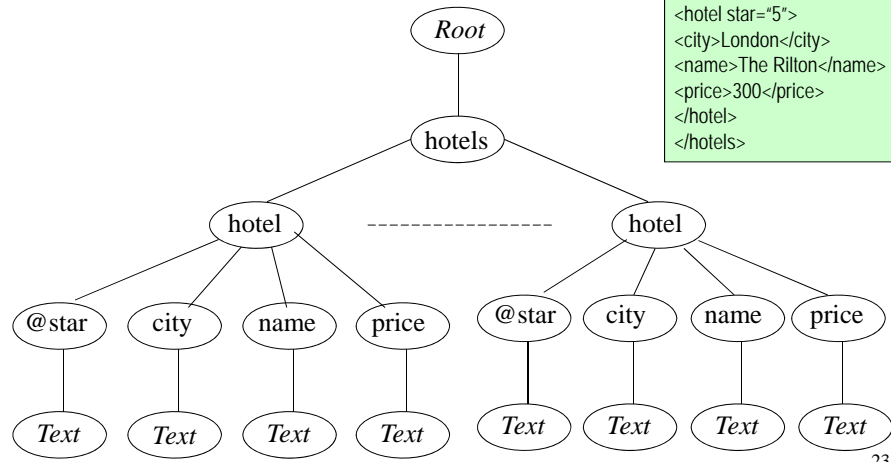 <hotel star="5">
<city>London</city>
<name>The Rilton</name>
<price>300</price>
</hotel>
</hotels>
Root
hotels
hotel hotel
@star city name price @star city name price
Text Text Text Text Text Text Text Text
23